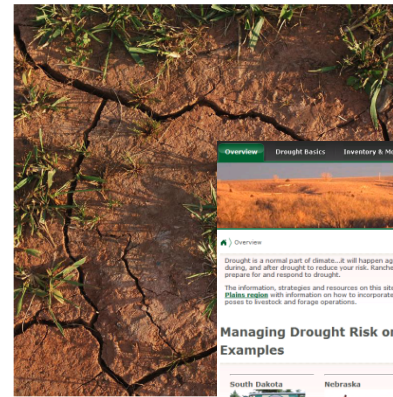 Overview Drought Basics Inventory & M
Overview
Drought is a normal part of climate...it will happen ag
during, and after drought to reduce your risk. Ranche
prepare for and respond to drought.
The information, strategies and resources on this sit
Plains region with information on how to incorporate
poses to livestock and forage operations.
Managing Drought Risk o
Examples
South Dakota Nebraska